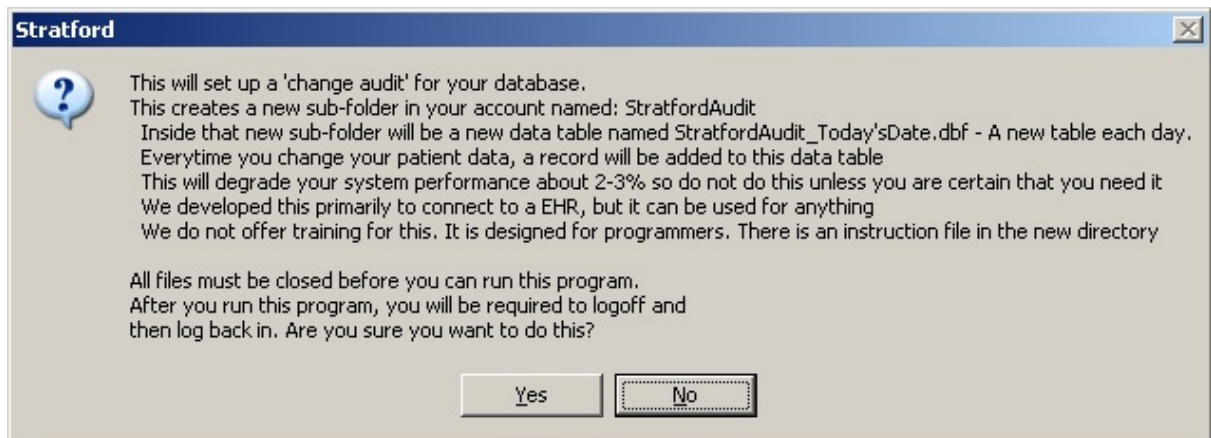 Stratford
This will set up a 'change audit' for your database.
This creates a new sub-folder in your account named: StratfordAudit
Inside that new sub-folder will be a new data table named StratfordAudit_Today'sDate.dbf - A new table each day.
Everytime you change your patient data, a record will be added to this data table
This will degrade your system performance about 2-3% so do not do this unless you are certain that you need it
We developed this primarily to connect to a EHR, but it can be used for anything
We do not offer training for this. It is designed for programmers. There is an instruction file in the new directory
All files must be closed before you can run this program.
After you run this program, you will be required to logoff and
then log back in. Are you sure you want to do this?
Yes
No